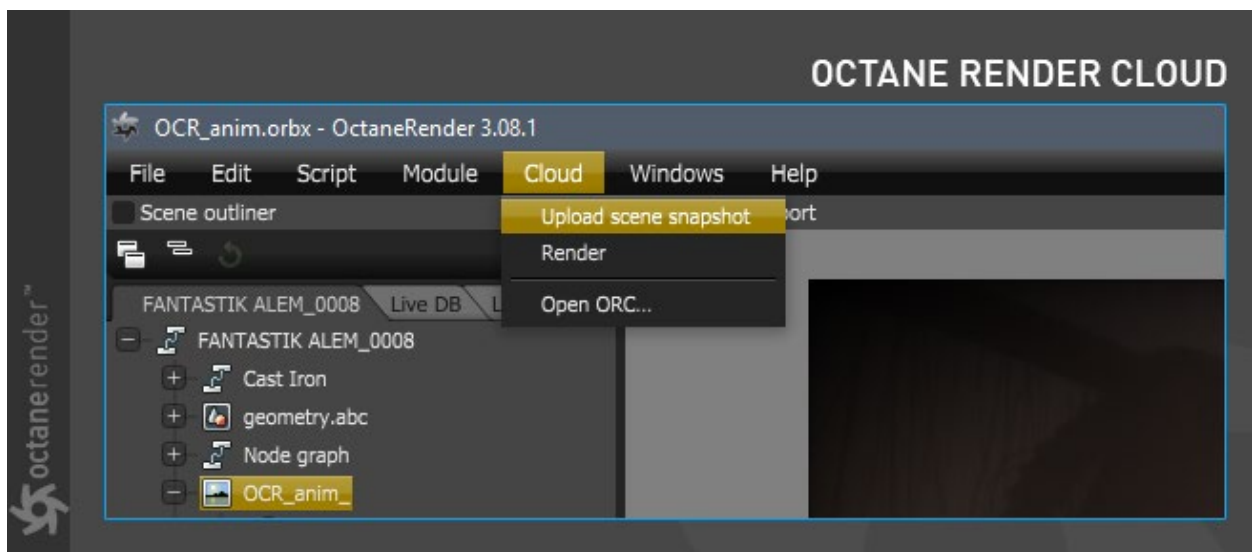 OCTANE RENDER CLOUD
OCR_anim.orbx - OctaneRender 3.08.1
File Edit Script Module Cloud Windows Help
Scene outliner
Upload scene snapshot
Render
Open ORC...
FANTASTIK ALEM_0008 Live DB
FANTASTIK ALEM_0008
Cast Iron
geometry.abc
Node graph
OCR_anim_
octanerender™